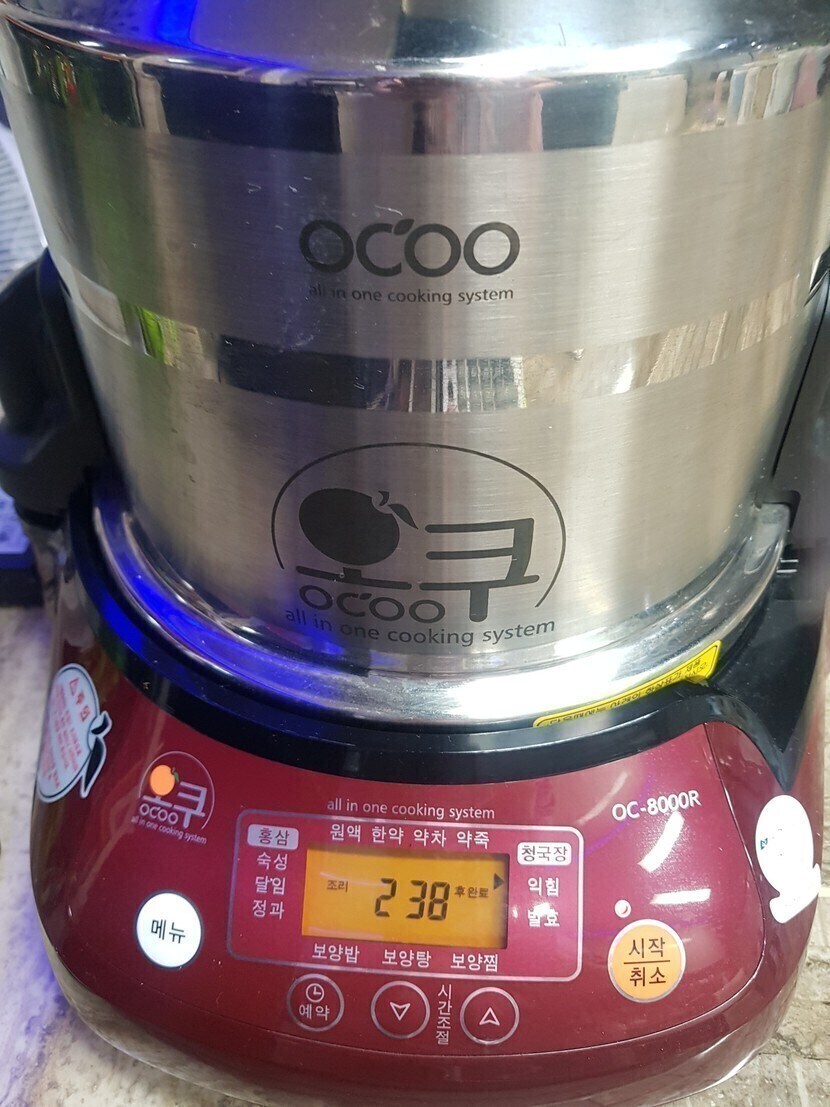 OCOO
all in one cooking system
오쿠
OCOO
all in one cooking system
오쿠
OCOO
all in one cooking system
all in one cooking system
OC-8000R
홍삼
숙성
달임
정과
원액 한약 약차 약죽
청국장
익힘
발효
조리 2 38 후완료
보양밥 보양탕 보양찜
메뉴
예약
시간조절
시작
취소